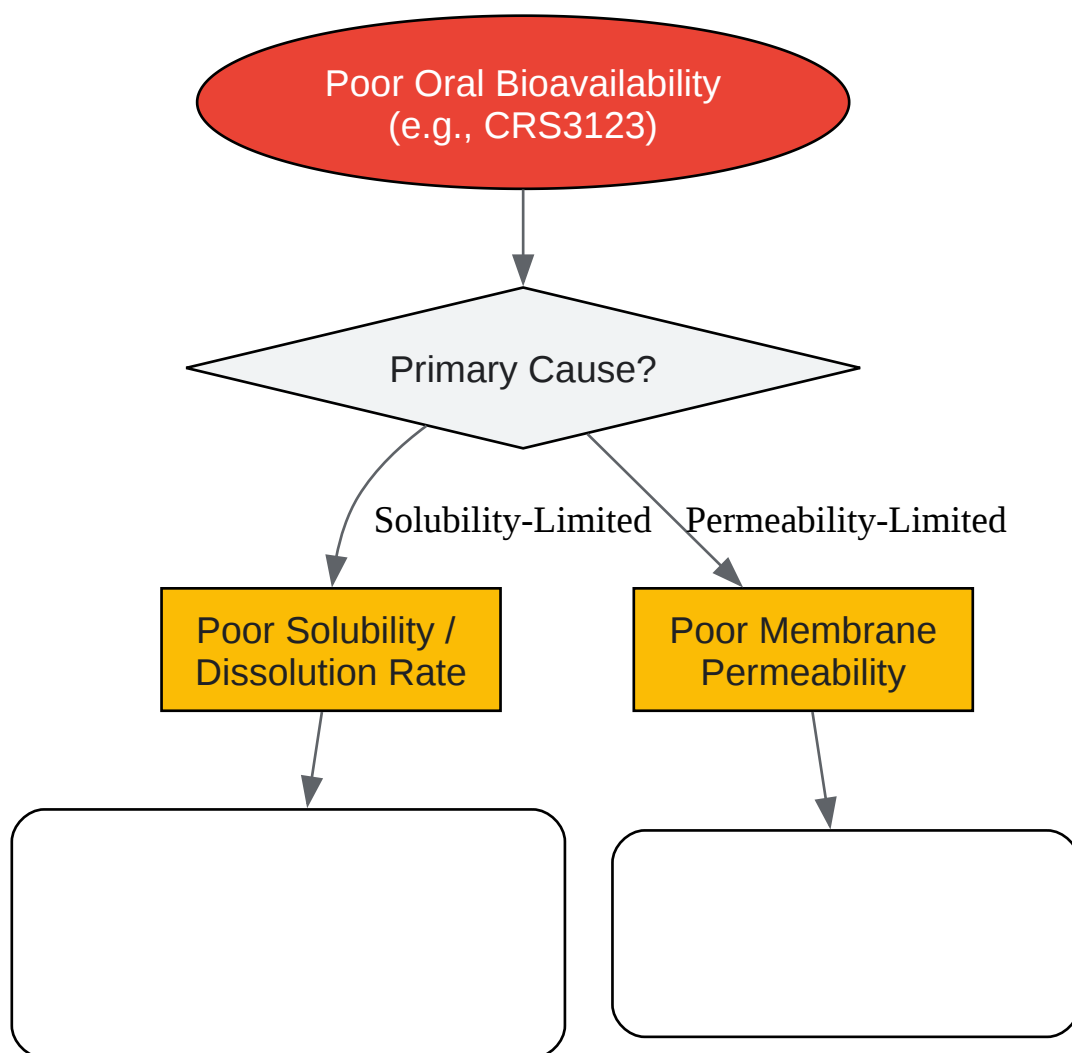 Poor Oral Bioavailability
(e.g., CRS3123)
Primary Cause?
Solubility-Limited
Permeability-Limited
Poor Solubility /
Dissolution Rate
Poor Membrane
Permeability